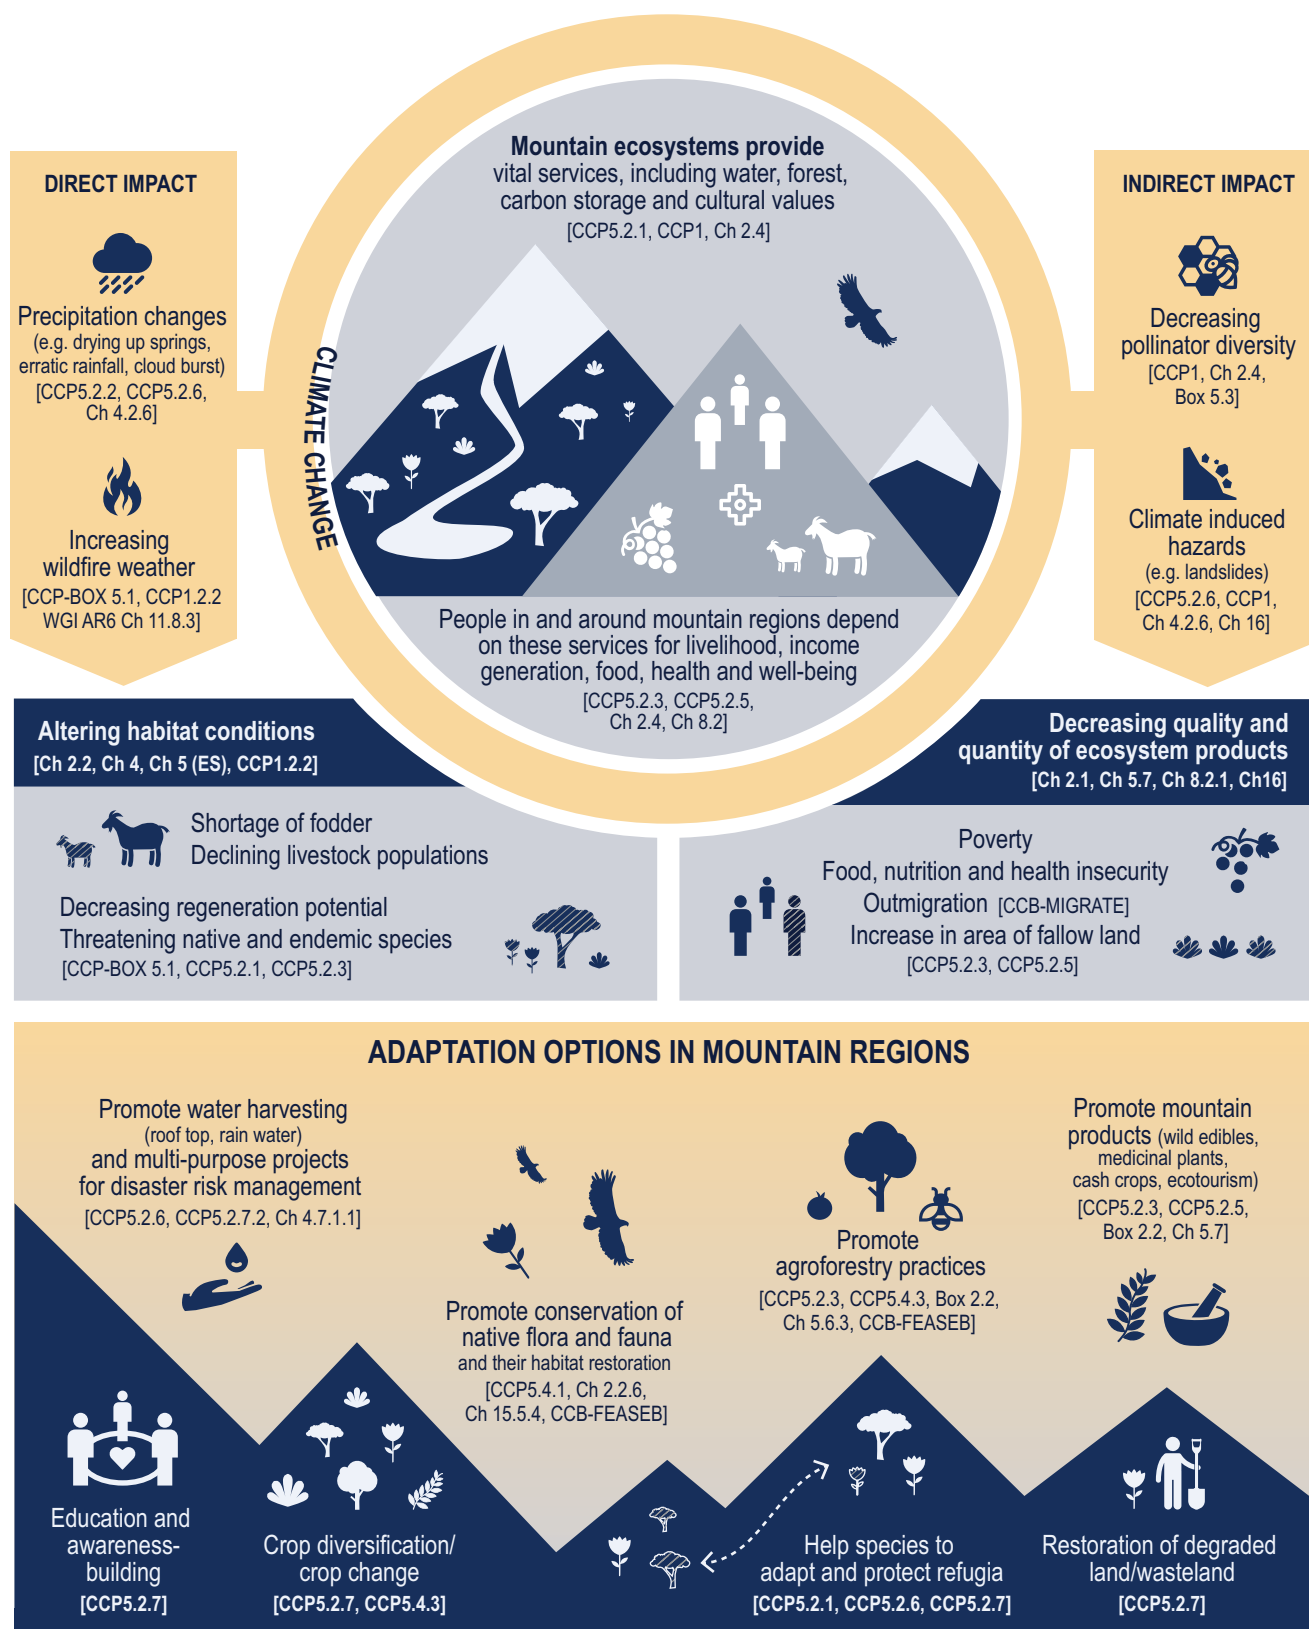 Mountain ecosystems provide
vital services, including water, forest,
carbon storage and cultural values
[CCP5.2.1, CCP1, Ch 2.4]
CLIMATE CHANGE
People in and around mountain regions depend
on these services for livelihood, income
generation, food, health and well-being
[CCP5.2.3, CCP5.2.5,
Ch 2.4, Ch 8.2]
DIRECT IMPACT
Precipitation changes
(e.g. drying up springs,
erratic rainfall, cloud burst)
[CCP5.2.2, CCP5.2.6,
Ch 4.2.6]
Increasing
wildfire weather
[CCP-BOX 5.1, CCP1.2.2
WGI AR6 Ch 11.8.3]
INDIRECT IMPACT
Decreasing
pollinator diversity
[CCP1, Ch 2.4,
Box 5.3]
Climate induced
hazards
(e.g. landslides)
[CCP5.2.6, CCP1,
Ch 4.2.6, Ch 16]
Altering habitat conditions
[Ch 2.2, Ch 4, Ch 5 (ES), CCP1.2.2]
Shortage of fodder
Declining livestock populations
Decreasing regeneration potential
Threatening native and endemic species
[CCP-BOX 5.1, CCP5.2.1, CCP5.2.3]
Decreasing quality and
quantity of ecosystem products
[Ch 2.1, Ch 5.7, Ch 8.2.1, Ch16]
Poverty
Food, nutrition and health insecurity
Outmigration [CCB-MIGRATE]
Increase in area of fallow land
[CCP5.2.3, CCP5.2.5]
ADAPTATION OPTIONS IN MOUNTAIN REGIONS
Promote water harvesting
(roof top, rain water)
and multi-purpose projects
for disaster risk management
[CCP5.2.6, CCP5.2.7.2, Ch 4.7.1.1]
Promote conservation of
native flora and fauna
and their habitat restoration
[CCP5.4.1, Ch 2.2.6,
Ch 15.5.4, CCB-FEASEB]
Promote
agroforestry practices
[CCP5.2.3, CCP5.4.3, Box 2.2,
Ch 5.6.3, CCB-FEASEB]
Promote mountain
products (wild edibles,
medicinal plants,
cash crops, ecotourism)
[CCP5.2.3, CCP5.2.5,
Box 2.2, Ch 5.7]
Education and
awareness-
building
[CCP5.2.7]
Crop diversification/
crop change
[CCP5.2.7, CCP5.4.3]
Help species to
adapt and protect refugia
[CCP5.2.1, CCP5.2.6, CCP5.2.7]
Restoration of degraded
land/wasteland
[CCP5.2.7]